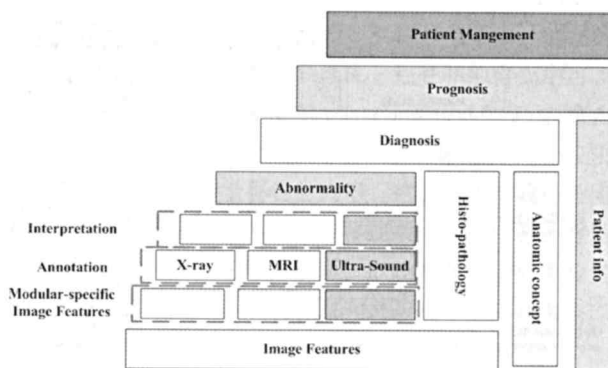 Patient Mangement
Prognosis
Diagnosis
Abnormality
Interpretation
Annotation
X-ray
MRI
Ultra-Sound
Modular-specific
Image Features
Image Features
Histo-pathology
Anatomic concept
Patient info